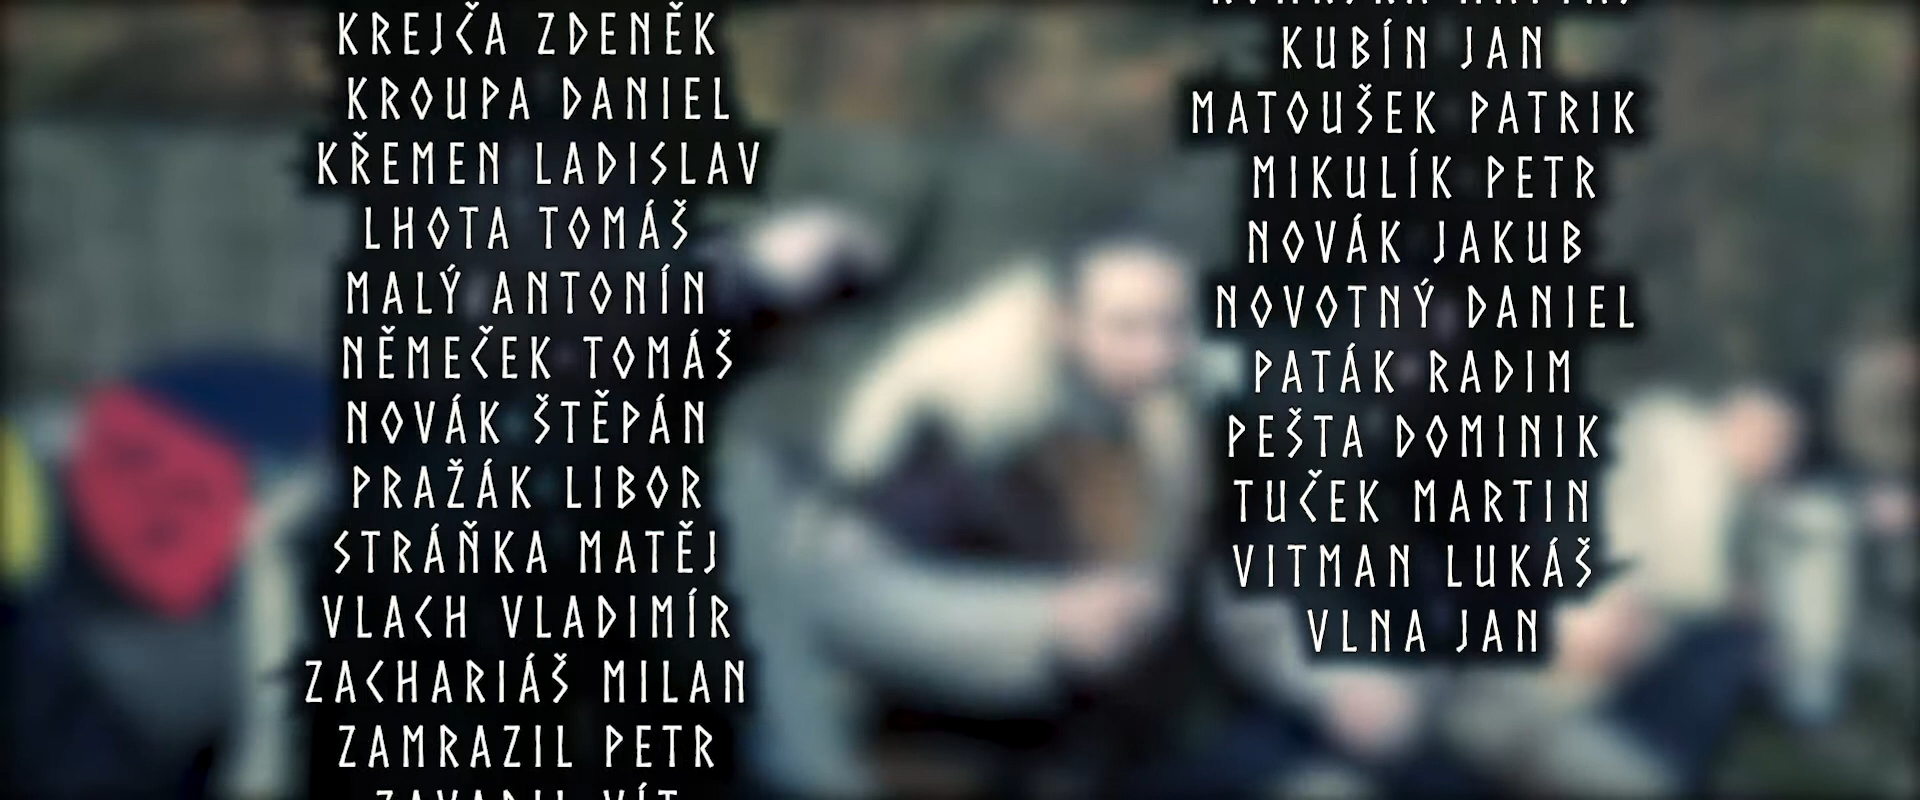 KREJČA ZDENĚK
KROUPA DANIEL
KŘEMEN LADISLAV
LHOTA TOMÁŠ
MALÝ ANTONÍN
NĚMEČEK TOMÁŠ
NOVÁK ŠTĚPÁN
PRAŽÁK LIBOR
STRÁŇKA MATĚJ
VLACH VLADIMÍR
ZACHARIÁŠ MILAN
ZAMRAZIL PETR
KUBÍN JAN
MATOUŠEK PATRIK
MIKULÍK PETR
NOVÁK JAKUB
NOVOTNÝ DANIEL
PATÁK RADIM
PEŠTA DOMINIK
TUČEK MARTIN
VITMAN LUKÁŠ
VLNA JAN